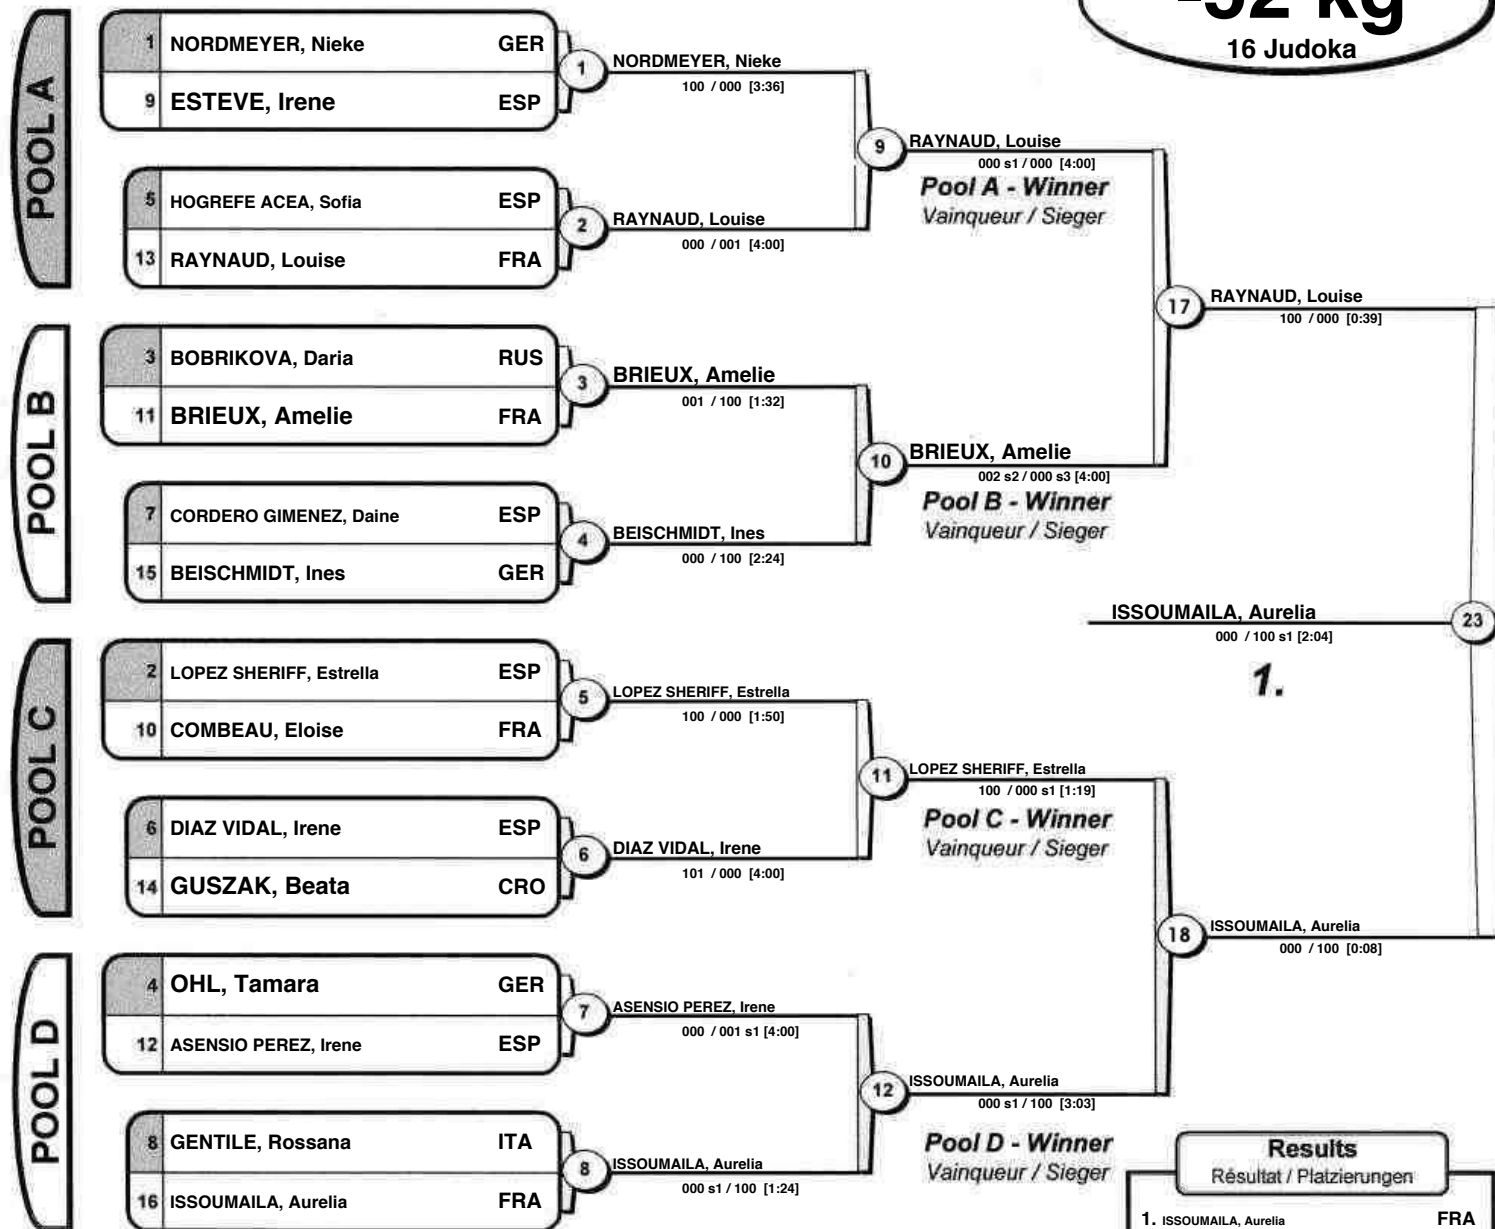 -52 kg
16 Judoka
POOL A
1 NORDMEYER, Nieke GER
9 ESTEVE, Irene ESP
1
NORDMEYER, Nieke
100 / 000 [3:36]
5 HOGREFE ACEA, Sofia ESP
13 RAYNAUD, Louise FRA
2
RAYNAUD, Louise
000 / 001 [4:00]
9
RAYNAUD, Louise
000 s1 / 000 [4:00]
Pool A - Winner
Vainqueur / Sieger
POOL B
3 BOBRIKOVA, Daria RUS
11 BRIEUX, Amelie FRA
3
BRIEUX, Amelie
001 / 100 [1:32]
7 CORDERO GIMENEZ, Daine ESP
15 BEISCHMIDT, Ines GER
4
BEISCHMIDT, Ines
000 / 100 [2:24]
10
BRIEUX, Amelie
002 s2 / 000 s3 [4:00]
Pool B - Winner
Vainqueur / Sieger
17
RAYNAUD, Louise
100 / 000 [0:39]
ISSOUMAILA, Aurelia
23
000 / 100 s1 [2:04]
1.
POOL C
2 LOPEZ SHERIFF, Estrella ESP
10 COMBEAU, Eloise FRA
5
LOPEZ SHERIFF, Estrella
100 / 000 [1:50]
6 DIAZ VIDAL, Irene ESP
14 GUSZAK, Beata CRO
6
DIAZ VIDAL, Irene
101 / 000 [4:00]
11
LOPEZ SHERIFF, Estrella
100 / 000 s1 [1:19]
Pool C - Winner
Vainqueur / Sieger
18
ISSOUMAILA, Aurelia
000 / 100 [0:08]
POOL D
4 OHL, Tamara GER
12 ASENSIO PEREZ, Irene ESP
7
ASENSIO PEREZ, Irene
000 / 001 s1 [4:00]
8 GENTILE, Rossana ITA
16 ISSOUMAILA, Aurelia FRA
8
ISSOUMAILA, Aurelia
000 s1 / 100 [1:24]
12
ISSOUMAILA, Aurelia
000 s1 / 100 [3:03]
Pool D - Winner
Vainqueur / Sieger
Results
Résultat / Platzierungen
1. ISSOUMAILA, Aurelia FRA